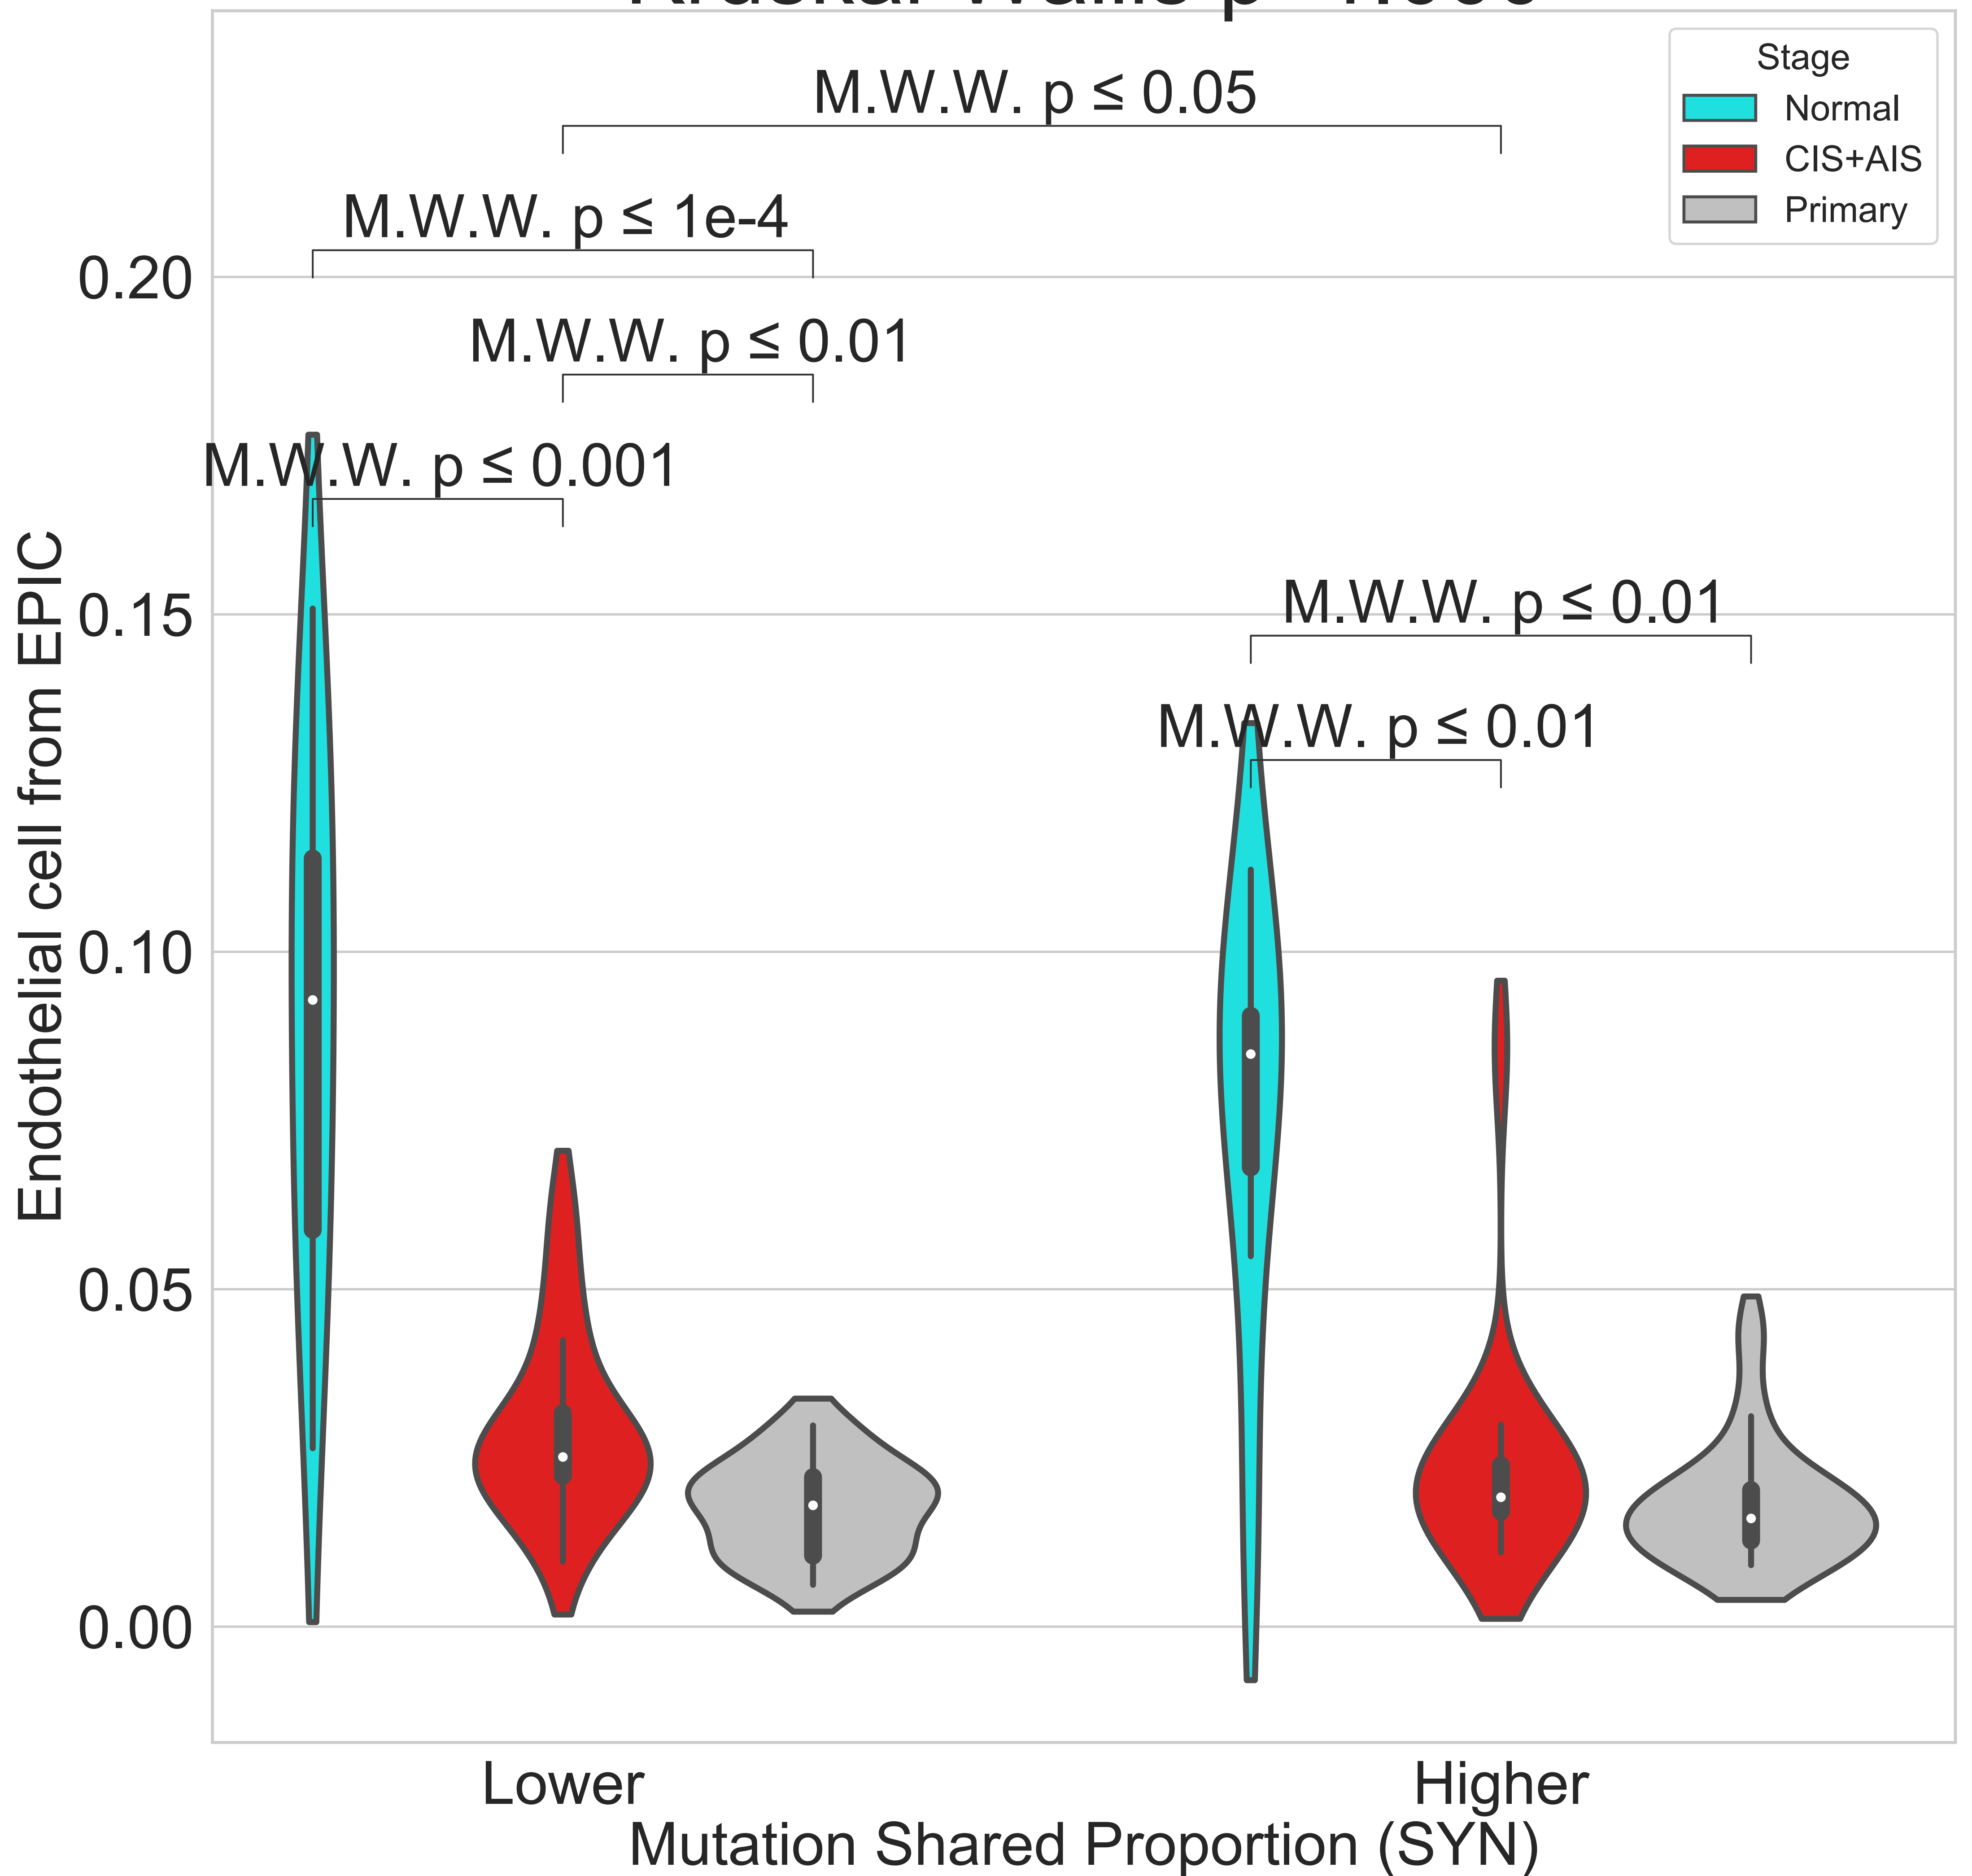 Stage
Normal
CIS+AIS
Primary
M.W.W. p ≤ 0.05
M.W.W. p ≤ 1e-4
M.W.W. p ≤ 0.01
M.W.W. p ≤ 0.001
M.W.W. p ≤ 0.01
M.W.W. p ≤ 0.01
Endothelial cell from EPIC
0.20
0.15
0.10
0.05
0.00
Lower
Higher
Mutation Shared Proportion (SYN)